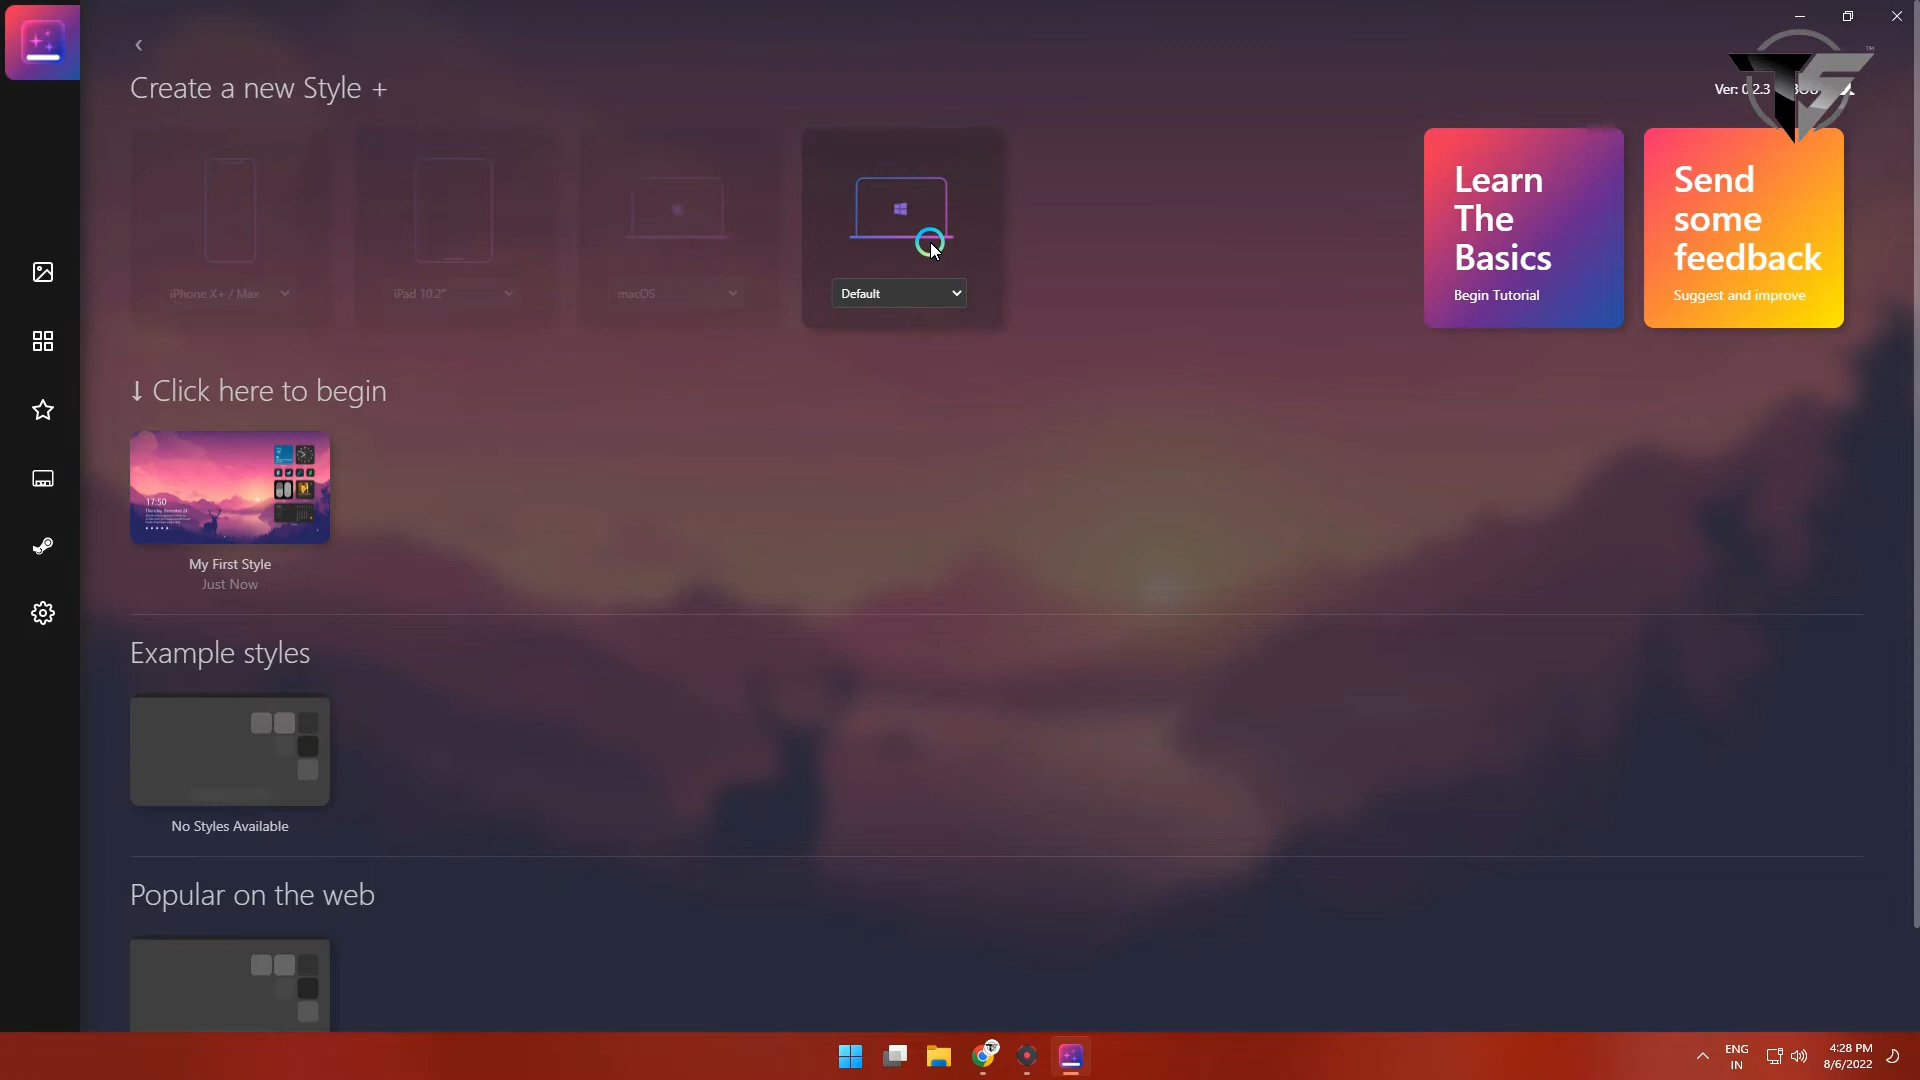 Create a new Style +
Ver: 0.2.3
TM
iPhone X+ / Max
iPad 10.2"
macOS
Default
Learn
The
Basics
Begin Tutorial
Send
some
feedback
Suggest and improve
↓ Click here to begin
17:50
My First Style
Just Now
Example styles
No Styles Available
Popular on the web
ENG
IN
4:28 PM
8/6/2022